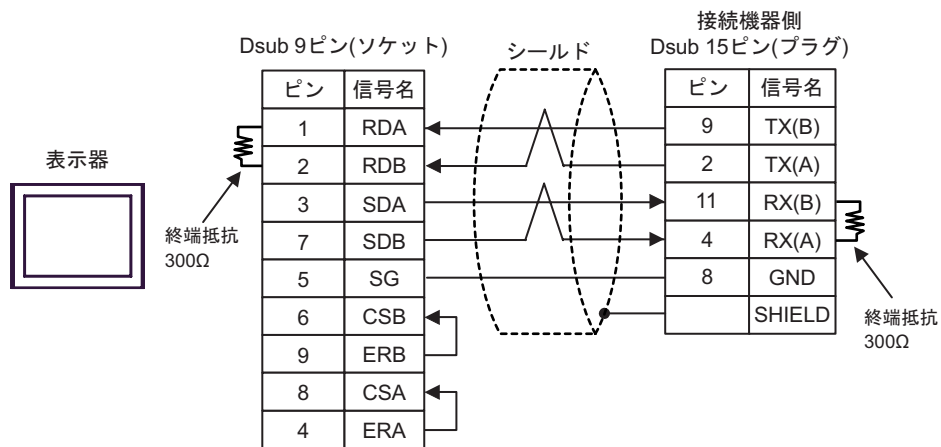 接続機器側
Dsub 9ピン(ソケット)
シールド
Dsub 15ピン(プラグ)
ピン 信号名
1 RDA
2 RDB
3 SDA
7 SDB
5 SG
6 CSB
9 ERB
8 CSA
4 ERA
ピン 信号名
9 TX(B)
2 TX(A)
11 RX(B)
4 RX(A)
8 GND
SHIELD
表示器
終端抵抗
300Ω
終端抵抗
300Ω